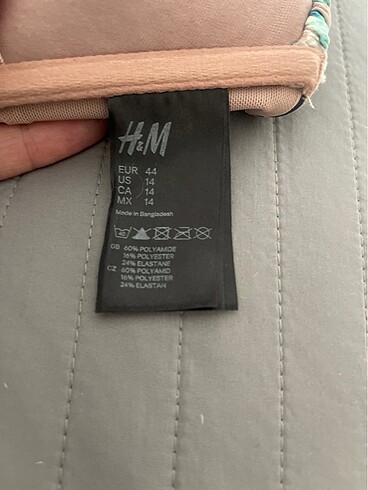 H&M
EUR 44
US 14
CA 14
MX 14
Made in Bangladesh
40
GB 60% POLYAMIDE
16% POLYESTER
24% ELASTANE
CZ 60% POLYAMID
16% POLYESTER
24% ELASTAN